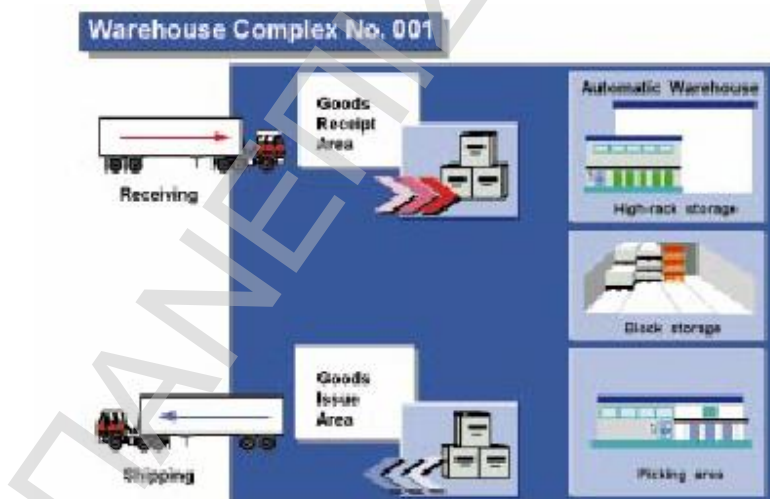 Warehouse Complex No. 001
Goods
Receipt
Area
Automatic Warehouse
Receiving
High-rack storage
Block storage
Goods
Issue
Area
Shipping
Picking area
ΠΑΝΕΠΙΣ